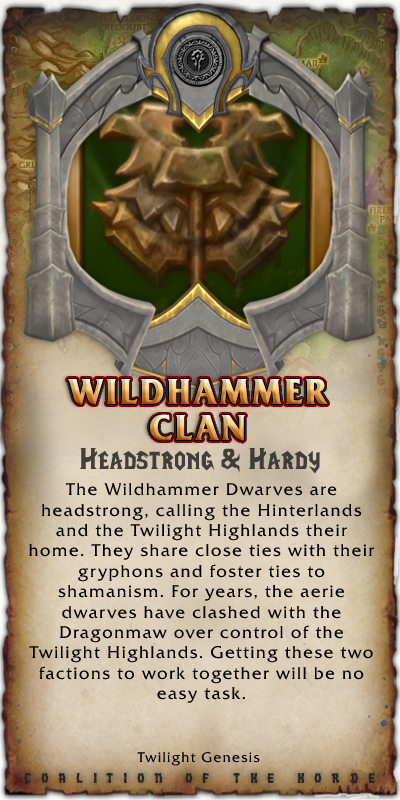 WILDHAMMER
CLAN
HEADSTRONG & HARDY
The Wildhammer Dwarves are
headstrong, calling the Hinterlands
and the Twilight Highlands their
home. They share close ties with their
gryphons and foster ties to
shamanism. For years, the aerie
dwarves have clashed with the
Dragonmaw over control of the
Twilight Highlands. Getting these two
factions to work together will be no
easy task.
Twilight Genesis
COALITION OF THE HORDE